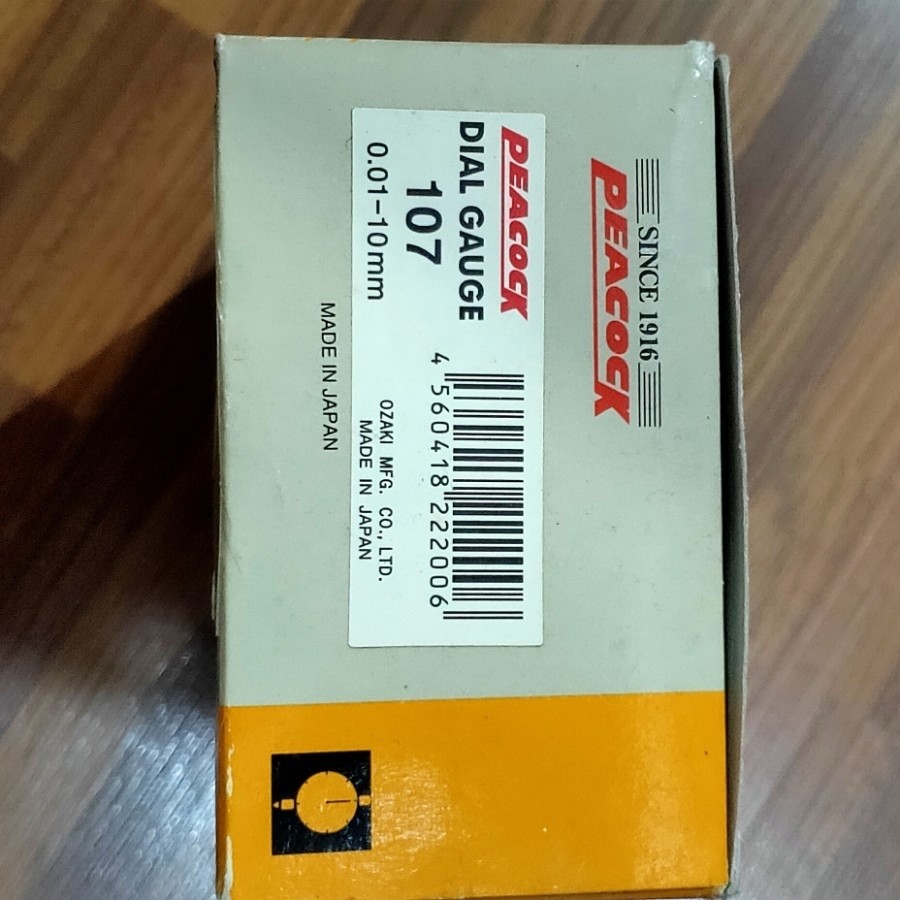 SINCE 1916
PEACOCK
PEACOCK
DIAL GAUGE
107
0.01-10mm
4 560418 222006
OZAKI MFG. CO., LTD.
MADE IN JAPAN
MADE IN JAPAN